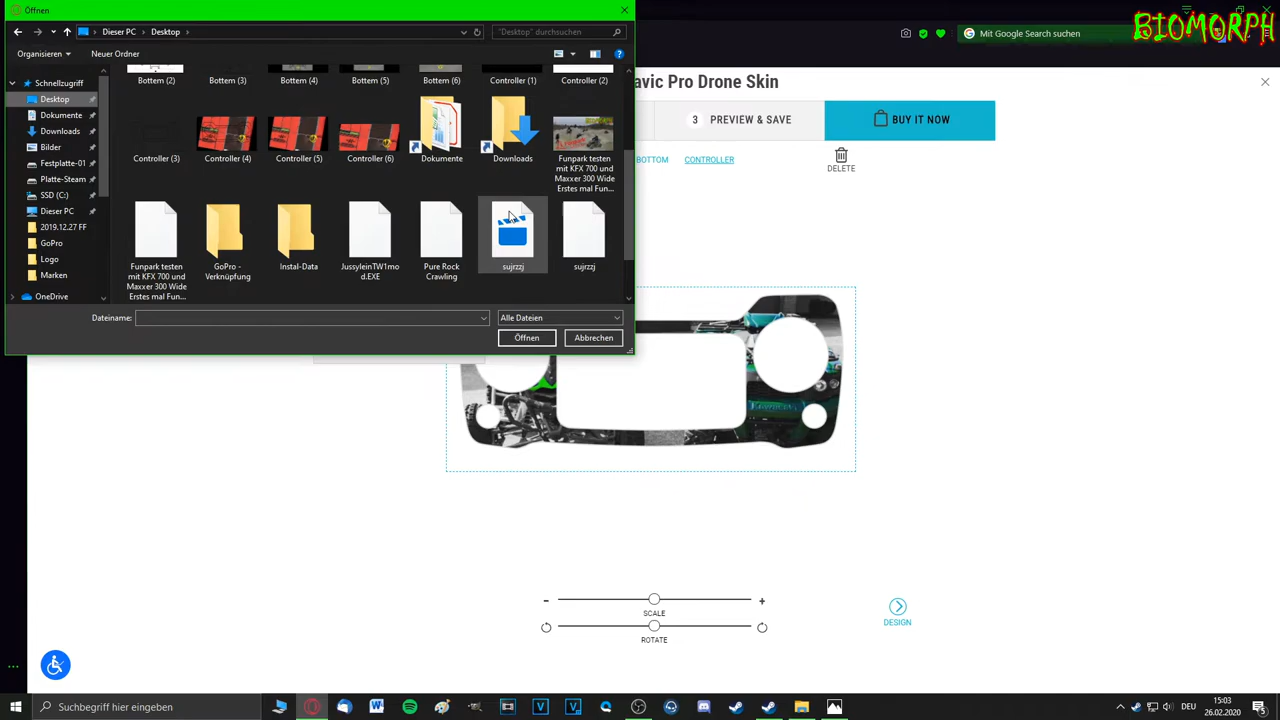 Öffnen
BIOMORPH
Dieser PC
Desktop
"Desktop" durchsuchen
Mit Google Search suchen
Organisieren
Neuer Ordner
Schnellzugriff
Desktop
Dokumente
Downloads
Bilder
Festplatte-01
Platte-Steam
SSD (C:)
Dieser PC
2019.12.27 FF
GoPro
Logo
Marken
OneDrive
Bottem (2)
Bottem (3)
Bottem (4)
Bottem (5)
Bottem (6)
Controller (1)
Controller (2)
Controller (3)
Controller (4)
Controller (5)
Controller (6)
Dokumente
Downloads
Funpark testen
mit KFX 700 und
Maxxer 300 Wide
Erstes mal Fun...
Funpark testen
mit KFX 700 und
Maxxer 300 Wide
Erstes mal Fun...
GoPro -
Verknüpfung
Instal-Data
JussyleinTW1mo
d.EXE
Pure Rock
Crawling
sujrzzj
sujrzzj
Dateiname:
Alle Dateien
Öffnen
Abbrechen
avic Pro Drone Skin
3 PREVIEW & SAVE
BUY IT NOW
BOTTOM
CONTROLLER
DELETE
- +
SCALE
ROTATE
DESIGN
Suchbegriff hier eingeben
15:03
26.02.2020